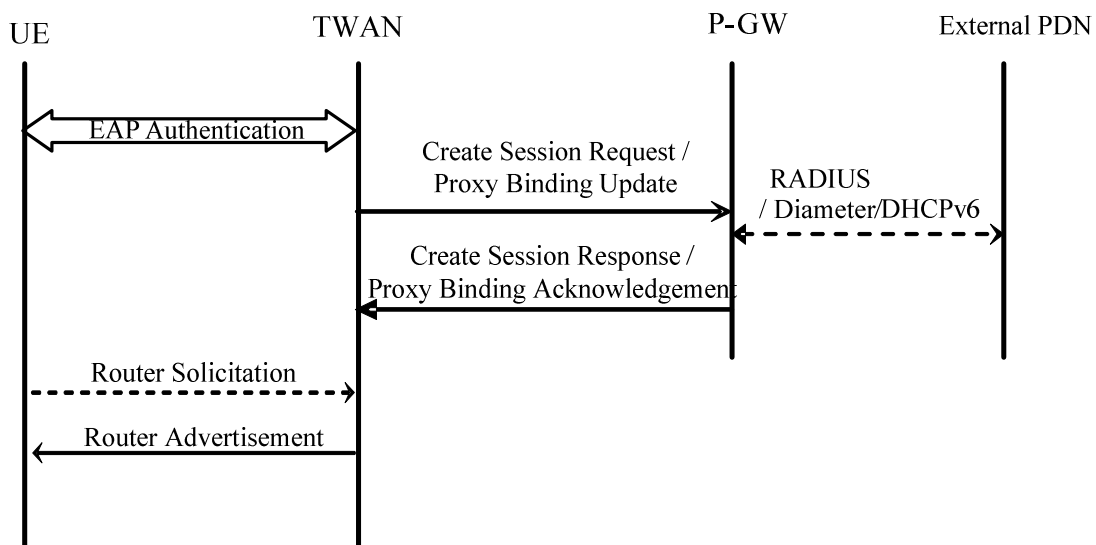 UE
TWAN
P-GW
External PDN
EAP Authentication
Create Session Request /
Proxy Binding Update
RADIUS
/ Diameter/DHCPv6
Create Session Response /
Proxy Binding Acknowledgement
Router Solicitation
Router Advertisement